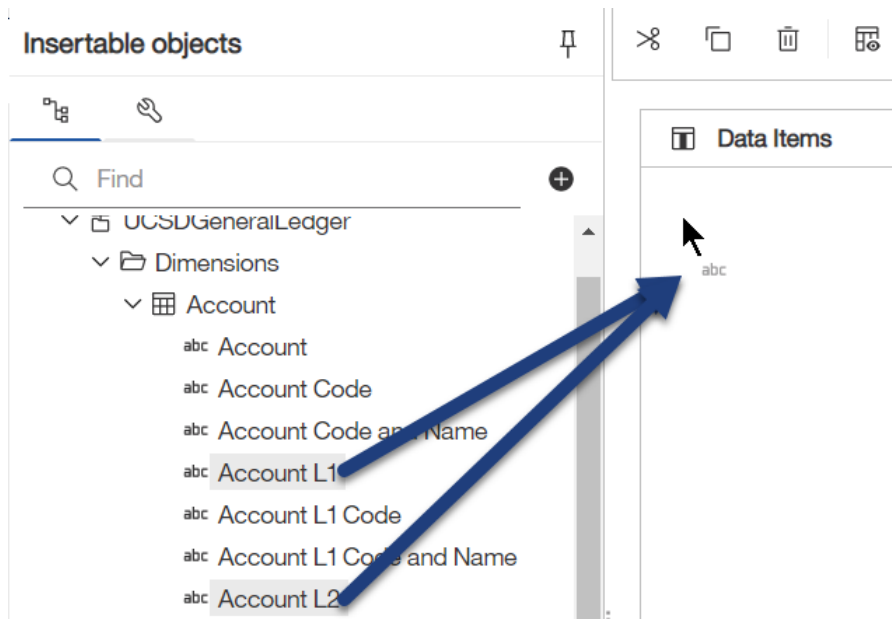 Insertable objects
Find
UCSDGeneralLedger
Dimensions
Account
abc Account
abc Account Code
abc Account Code and Name
abc Account L1
abc Account L1 Code
abc Account L1 Code and Name
abc Account L2
Data Items
abc